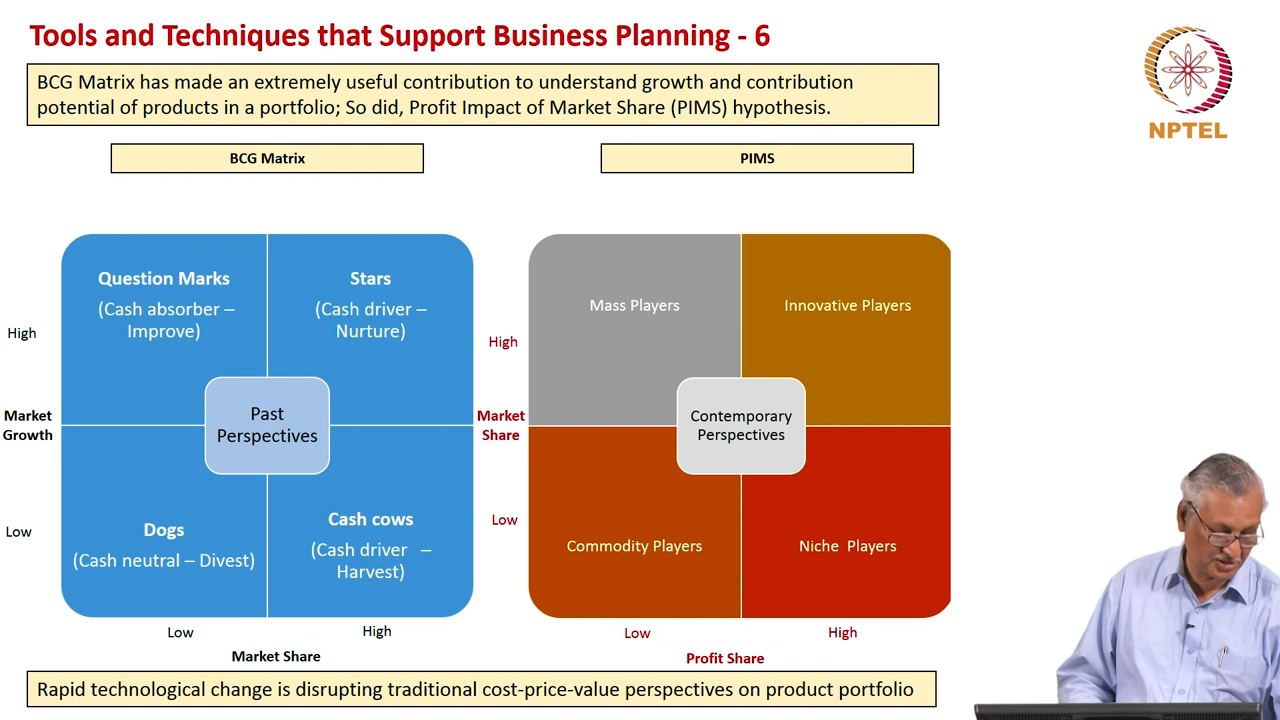 Tools and Techniques that Support Business Planning - 6
BCG Matrix has made an extremely useful contribution to understand growth and contribution
potential of products in a portfolio; So did, Profit Impact of Market Share (PIMS) hypothesis.
NPTEL
BCG Matrix
PIMS
Question Marks
(Cash absorber –
Improve)
Stars
(Cash driver –
Nurture)
High
Market
Growth
Low
Past
Perspectives
Dogs
(Cash neutral – Divest)
Cash cows
(Cash driver –
Harvest)
Low
High
Market Share
Mass Players
Innovative Players
High
Market
Share
Low
Contemporary
Perspectives
Commodity Players
Niche Players
Low
High
Profit Share
Rapid technological change is disrupting traditional cost-price-value perspectives on product portfolio